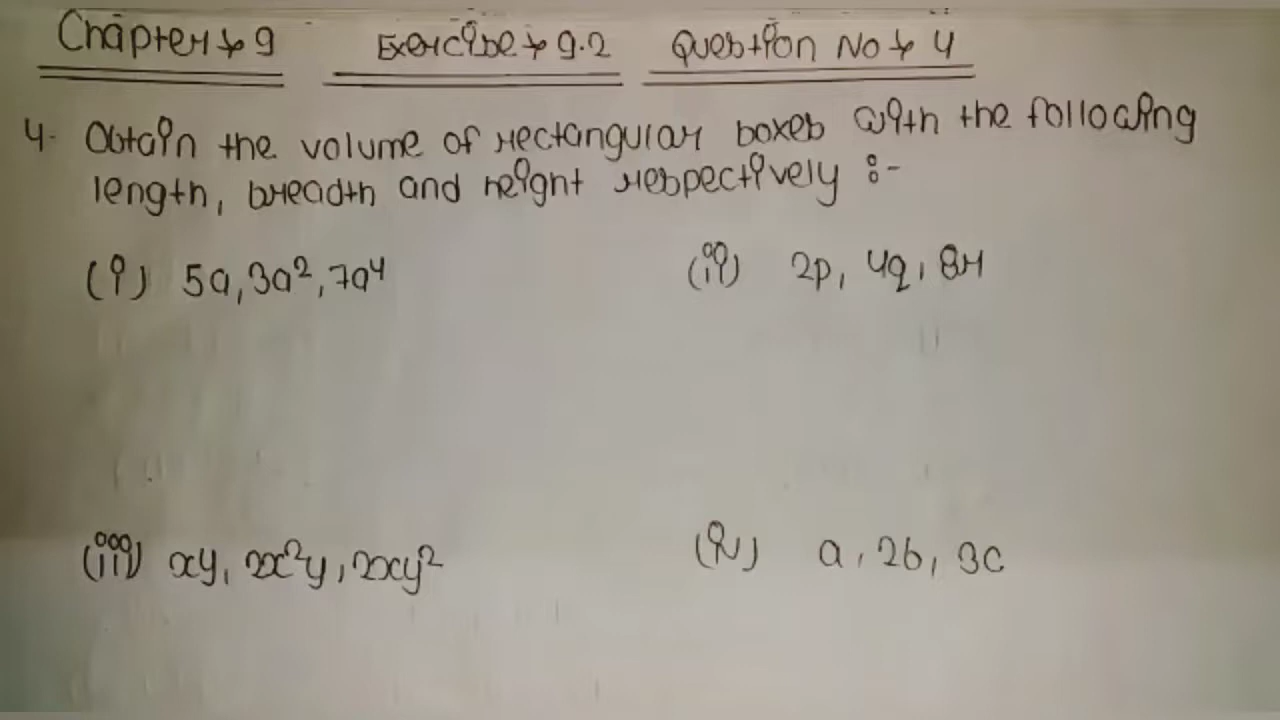 Chapter → 9 Exercise → 9.2 Question No → 4
4. Obtain the volume of rectangular boxes with the following
length, breadth and height respectively :-
(i) 5a, 3a², 7a⁴ (ii) 2p, 4q, 8r
(iii) xy, 2x²y, 2xy² (iv) a, 2b, 3c